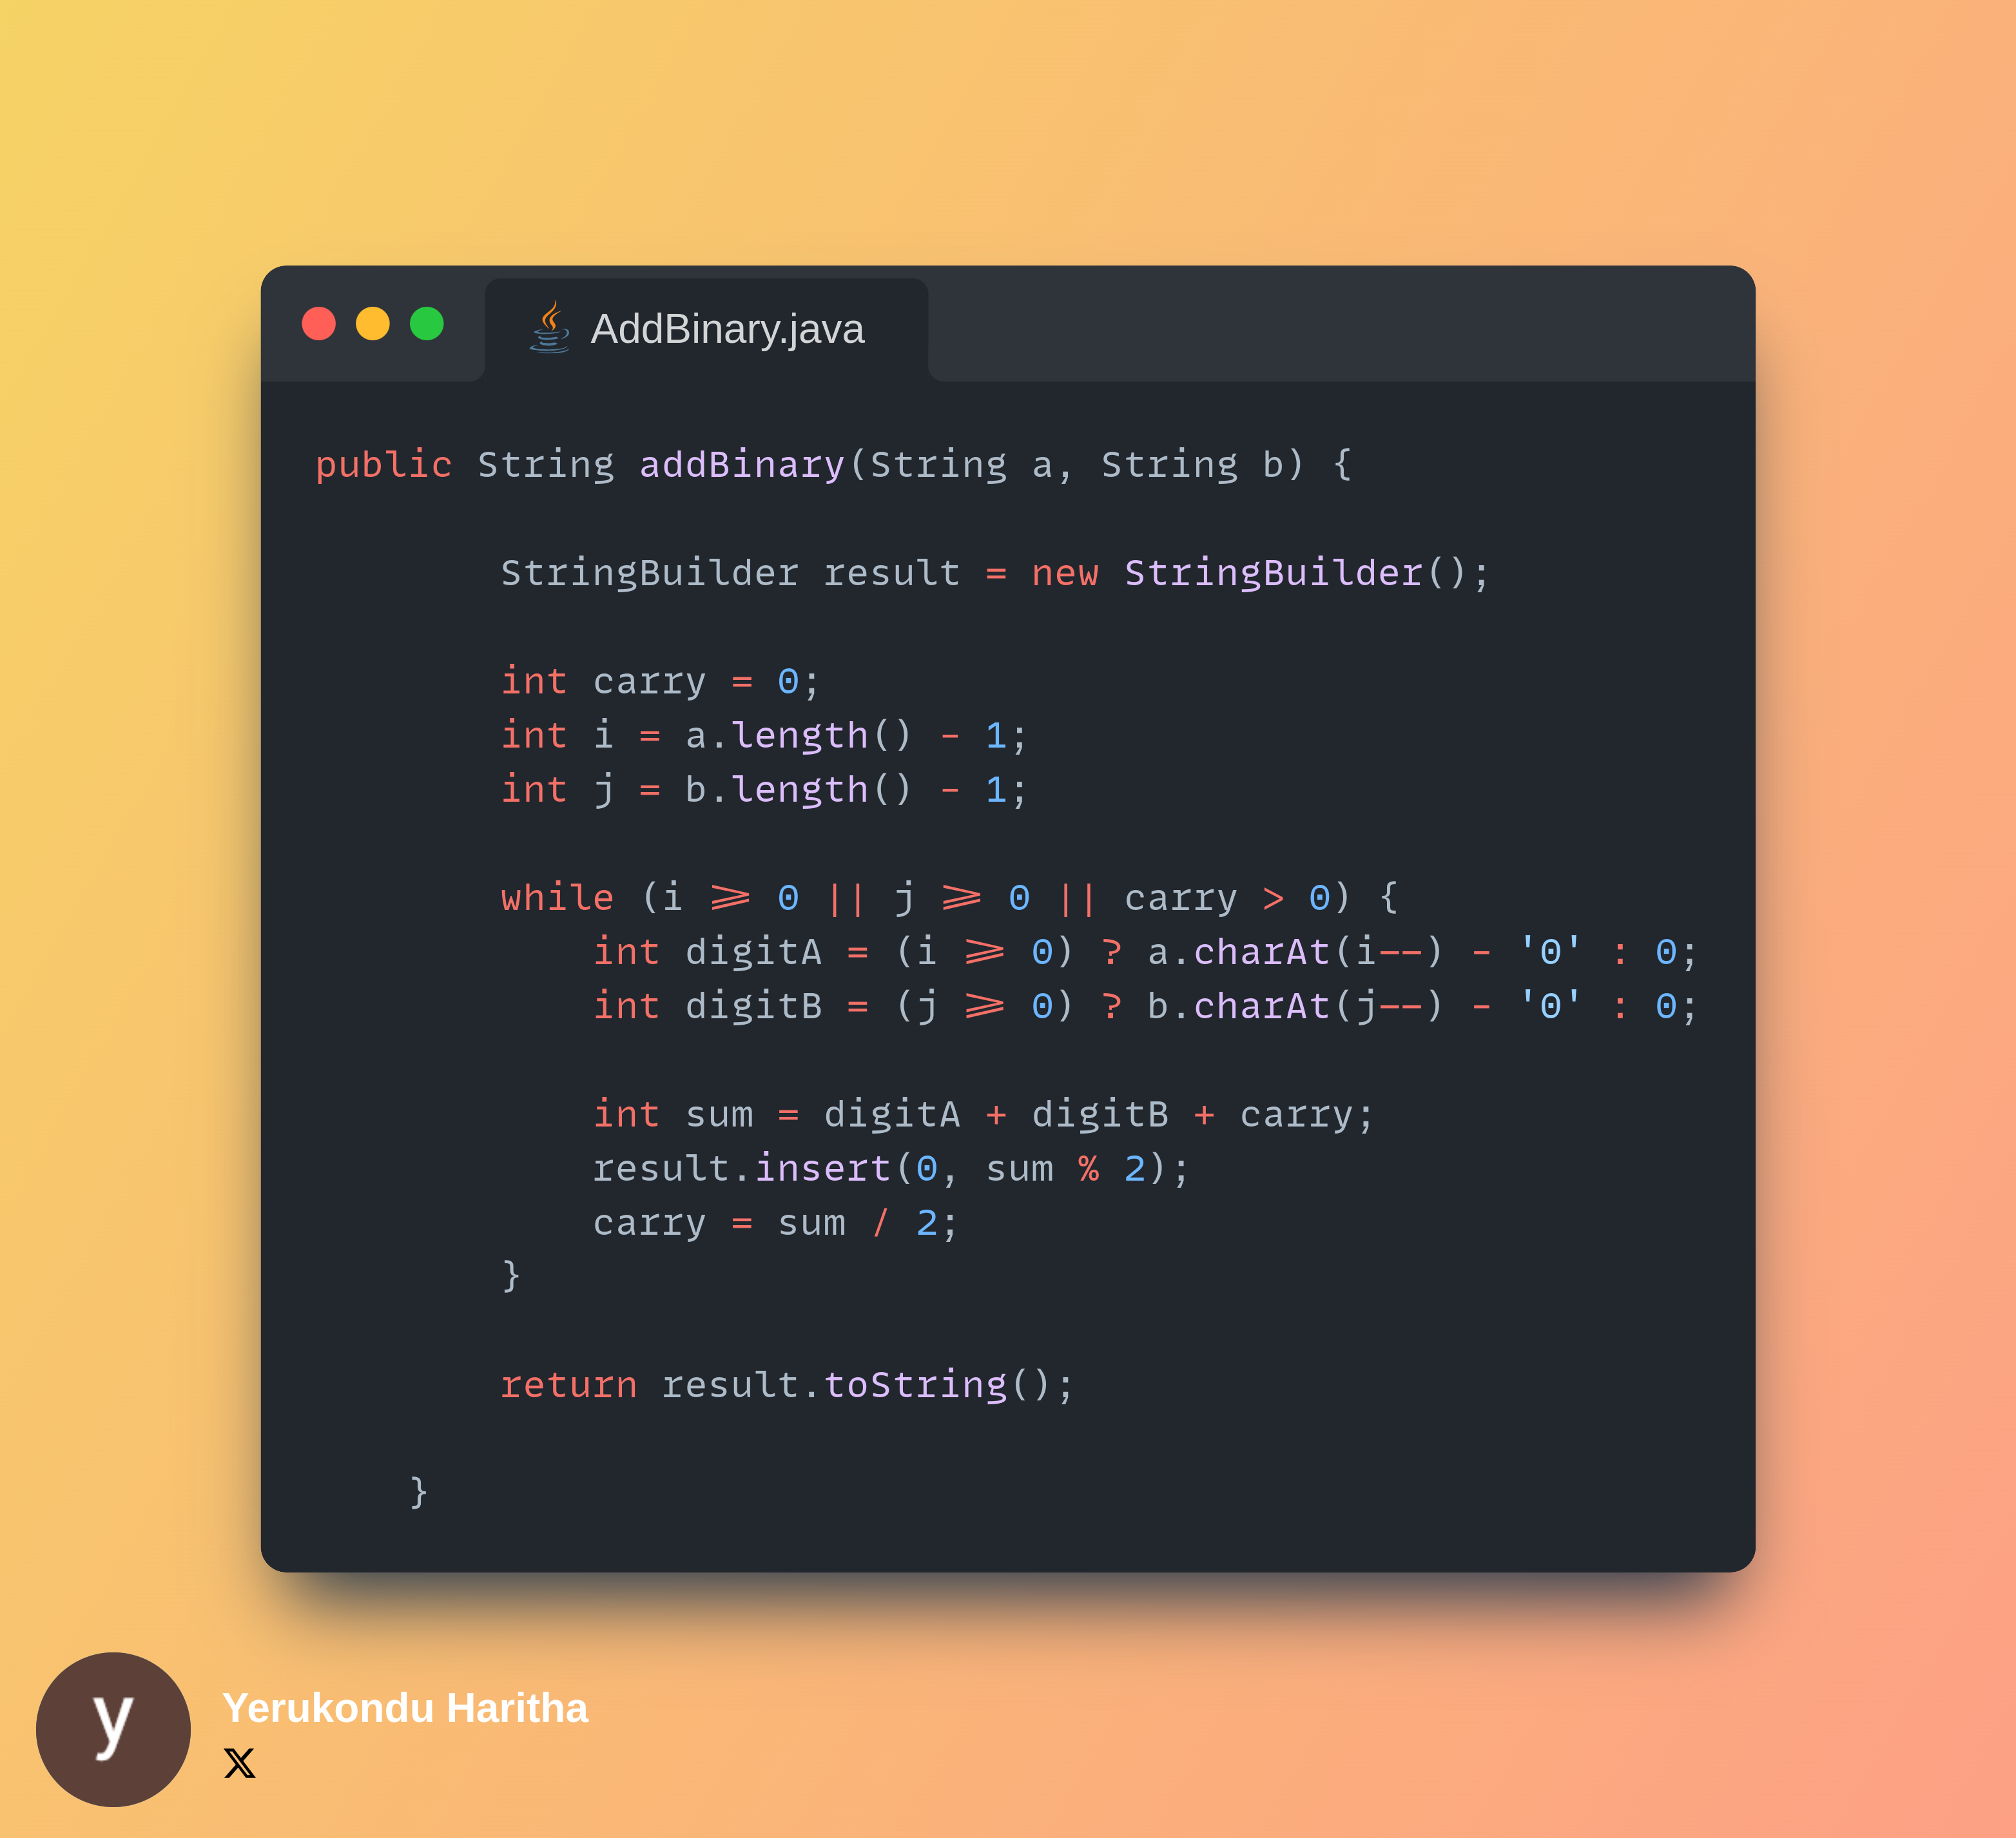 AddBinary.java
public String addBinary(String a, String b) {
StringBuilder result = new StringBuilder();
int carry = 0;
int i = a.length() - 1;
int j = b.length() - 1;
while (i >= 0 || j >= 0 || carry > 0) {
int digitA = (i >= 0) ? a.charAt(i--) - '0' : 0;
int digitB = (j >= 0) ? b.charAt(j--) - '0' : 0;
int sum = digitA + digitB + carry;
result.insert(0, sum % 2);
carry = sum / 2;
}
return result.toString();
}
y
Yerukondu Haritha